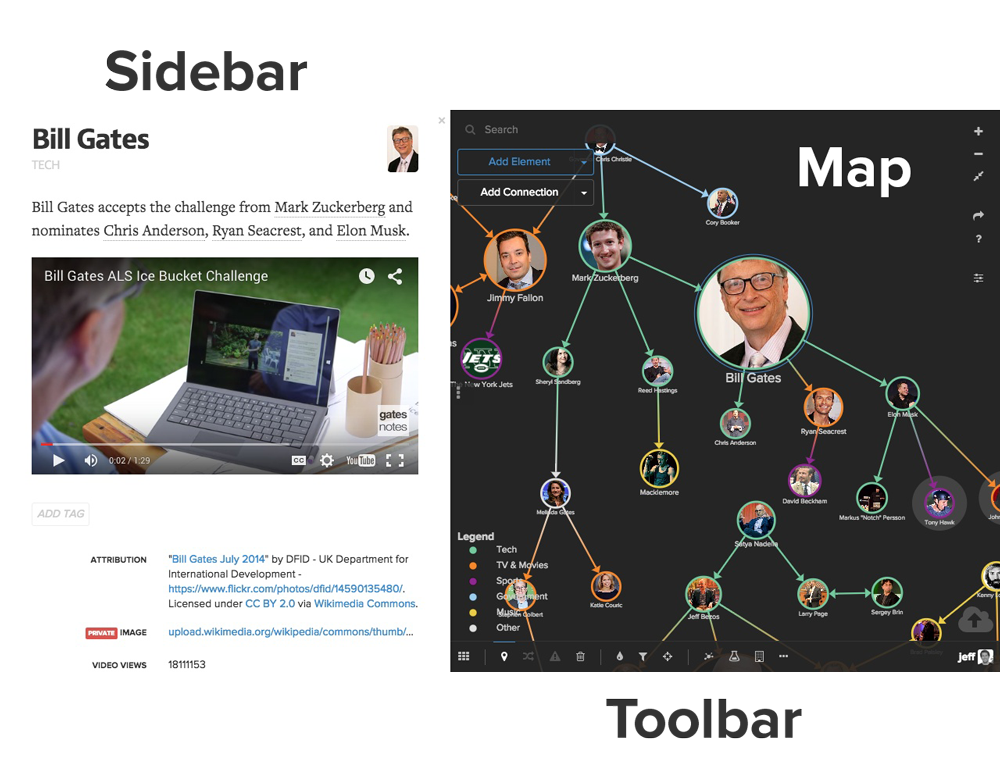 Sidebar
Bill Gates
TECH
Bill Gates accepts the challenge from Mark Zuckerberg and
nominates Chris Anderson, Ryan Seacrest, and Elon Musk.
Bill Gates ALS Ice Bucket Challenge
gates
notes
0:02 / 1:29
CC
YouTube
ADD TAG
ATTRIBUTION
"Bill Gates July 2014" by DFID - UK Department for
International Development -
https://www.flickr.com/photos/dfid/14590135480/.
Licensed under CC BY 2.0 via Wikimedia Commons.
PRIVATE IMAGE
upload.wikimedia.org/wikipedia/commons/thumb/...
VIDEO VIEWS
18111153
×
Search
Add Element
Add Connection
Map
?
Chris Christie
Cory Booker
Mark Zuckerberg
Jimmy Fallon
Bill Gates
JETS
New York Jets
Sheryl Sandberg
Reed Hastings
Elon Musk
Chris Anderson
Ryan Seacrest
Macklemore
David Beckham
Markus "Notch" Persson
Tony Hawk
Melinda Gates
Satya Nadella
Stephen Colbert
Katie Couric
Jeff Bezos
Larry Page
Sergey Brin
Legend
Tech
TV & Movies
Sports
Government
Music
Other
jeff
Toolbar